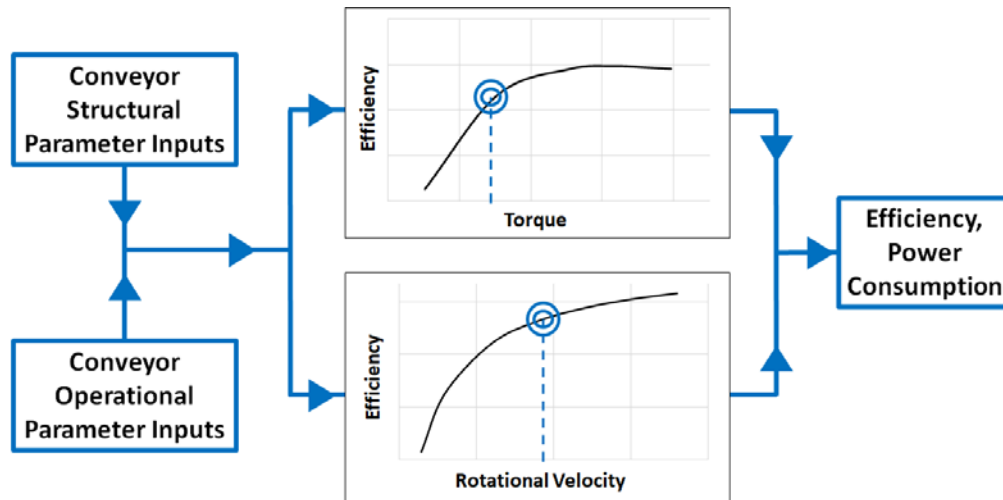 Conveyor
Structural
Parameter Inputs
Conveyor
Operational
Parameter Inputs
Efficiency
Torque
Efficiency
Rotational Velocity
Efficiency,
Power
Consumption